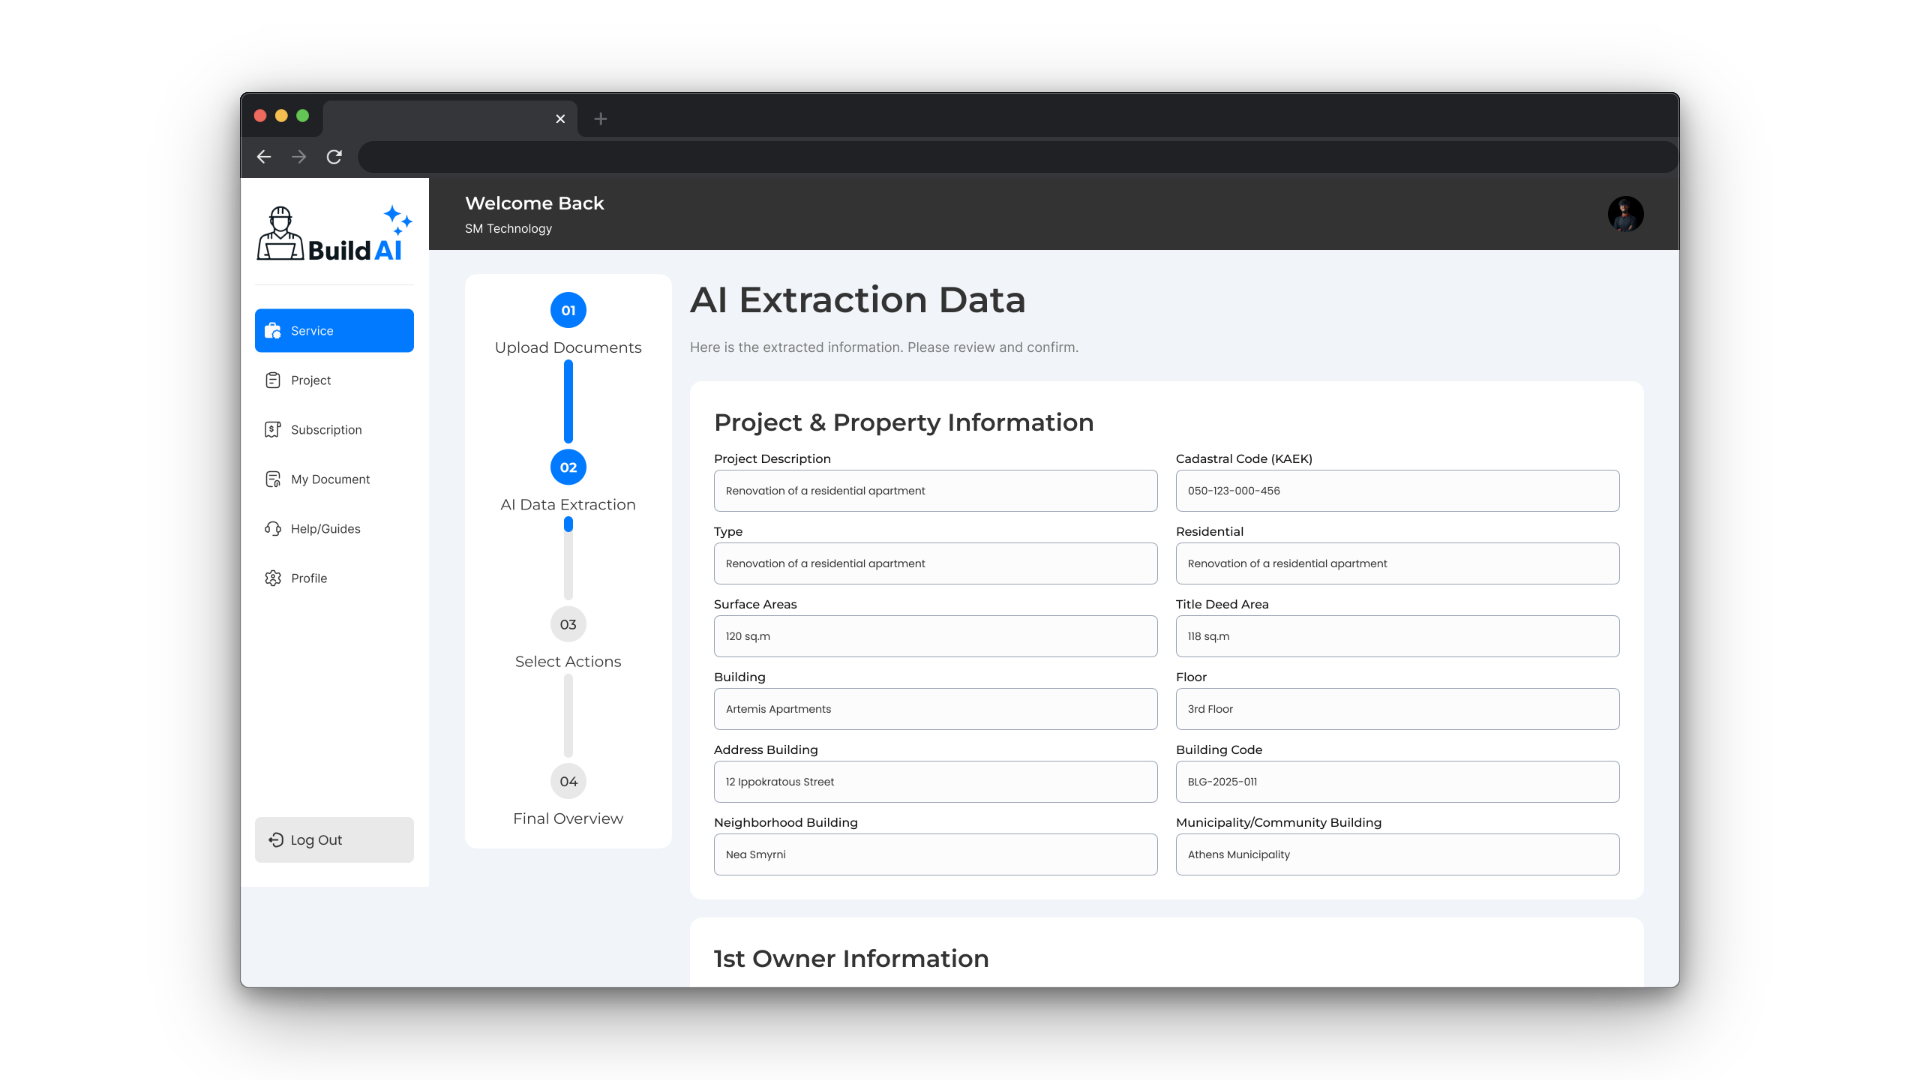 Welcome Back
SM Technology
Build AI
Service
Project
Subscription
My Document
Help/Guides
Profile
Log Out
01
Upload Documents
02
AI Data Extraction
03
Select Actions
04
Final Overview
AI Extraction Data
Here is the extracted information. Please review and confirm.
Project & Property Information
Project Description
Renovation of a residential apartment
Cadastral Code (KAEK)
050-123-000-456
Type
Renovation of a residential apartment
Residential
Renovation of a residential apartment
Surface Areas
120 sq.m
Title Deed Area
118 sq.m
Building
Artemis Apartments
Floor
3rd Floor
Address Building
12 Ippokratous Street
Building Code
BLG-2025-011
Neighborhood Building
Nea Smyrni
Municipality/Community Building
Athens Municipality
1st Owner Information